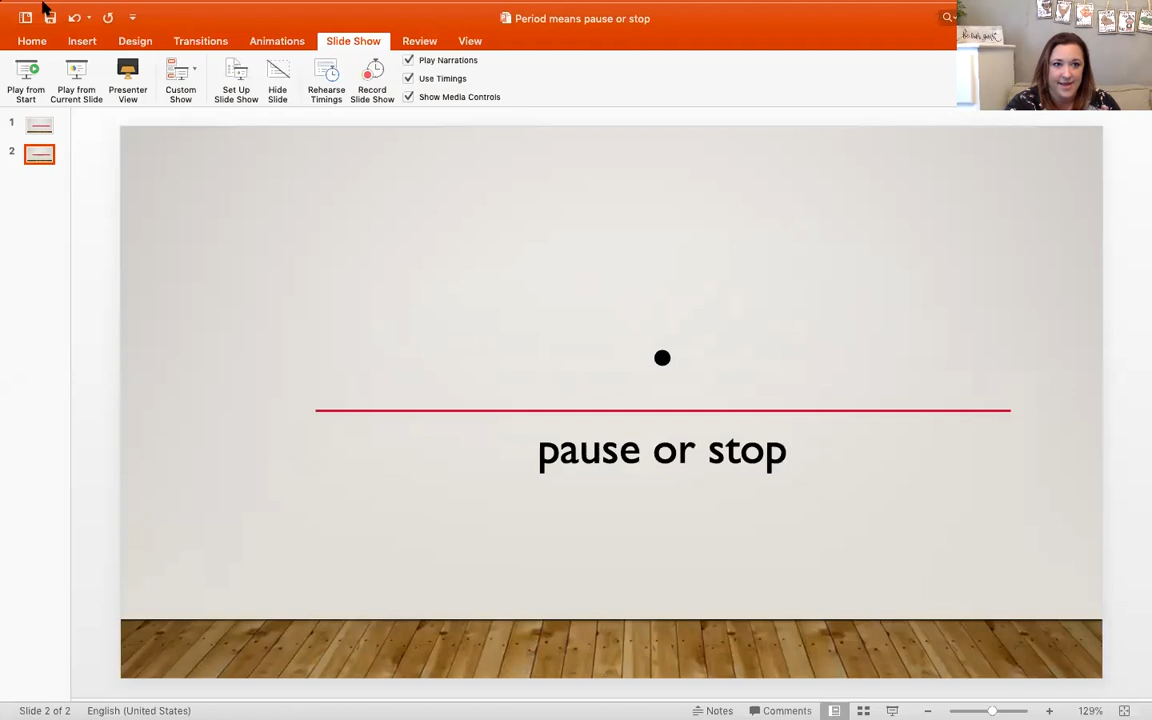 Period means pause or stop
Home Insert Design Transitions Animations Slide Show Review View
Play from Start
Play from Current Slide
Presenter View
Custom Show
Set Up Slide Show
Hide Slide
Rehearse Timings
Record Slide Show
Play Narrations
Use Timings
Show Media Controls
1
2
.
pause or stop
Slide 2 of 2 English (United States) Notes Comments 129%